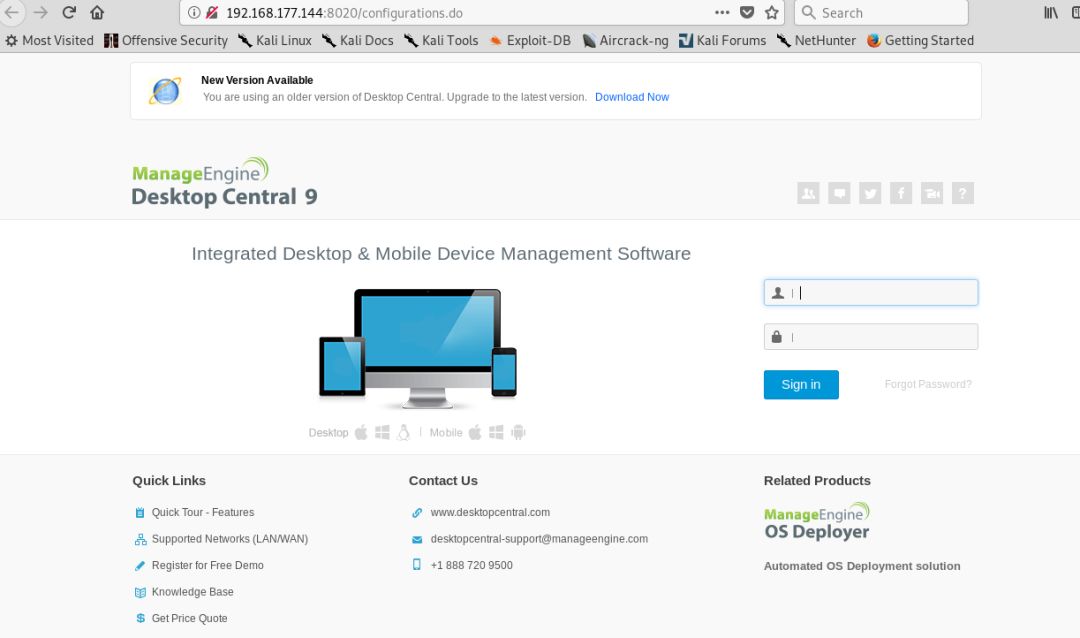 192.168.177.144:8020/configurations.do
Search
Most Visited Offensive Security Kali Linux Kali Docs Kali Tools Exploit-DB Aircrack-ng Kali Forums NetHunter Getting Started
New Version Available
You are using an older version of Desktop Central. Upgrade to the latest version. Download Now
ManageEngine
Desktop Central 9
Integrated Desktop & Mobile Device Management Software
Sign in
Forgot Password?
Desktop | Mobile
Quick Links
Quick Tour - Features
Supported Networks (LAN/WAN)
Register for Free Demo
Knowledge Base
Get Price Quote
Contact Us
www.desktopcentral.com
desktopcentral-support@manageengine.com
+1 888 720 9500
Related Products
ManageEngine
OS Deployer
Automated OS Deployment solution